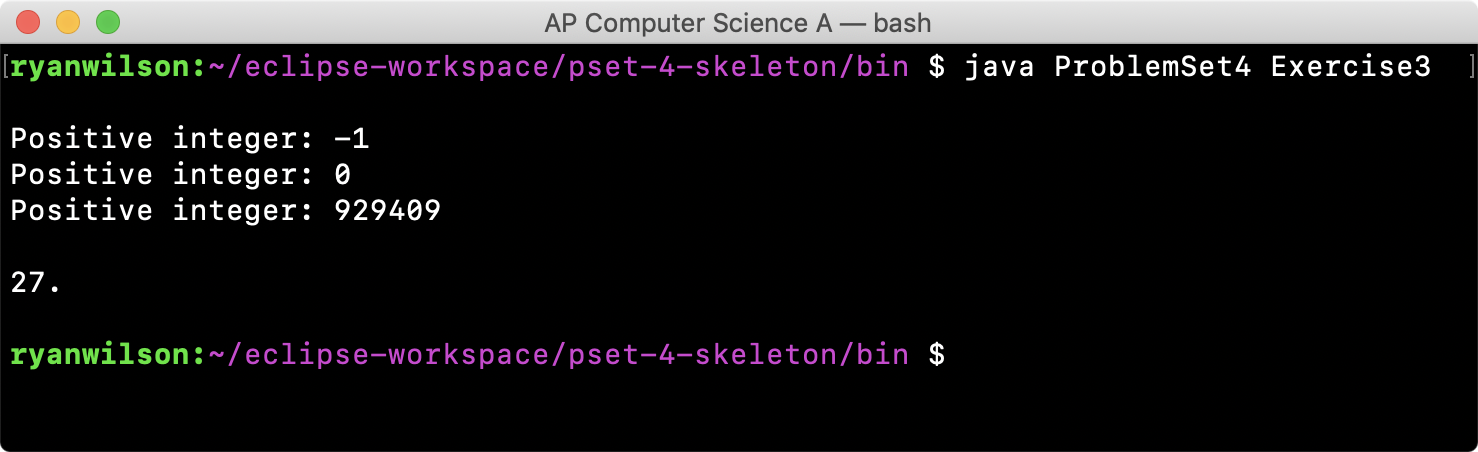 AP Computer Science A — bash
[ryanwilson:~/eclipse-workspace/pset-4-skeleton/bin $ java ProblemSet4 Exercise3 ]
Positive integer: -1
Positive integer: 0
Positive integer: 929409
27.
ryanwilson:~/eclipse-workspace/pset-4-skeleton/bin $